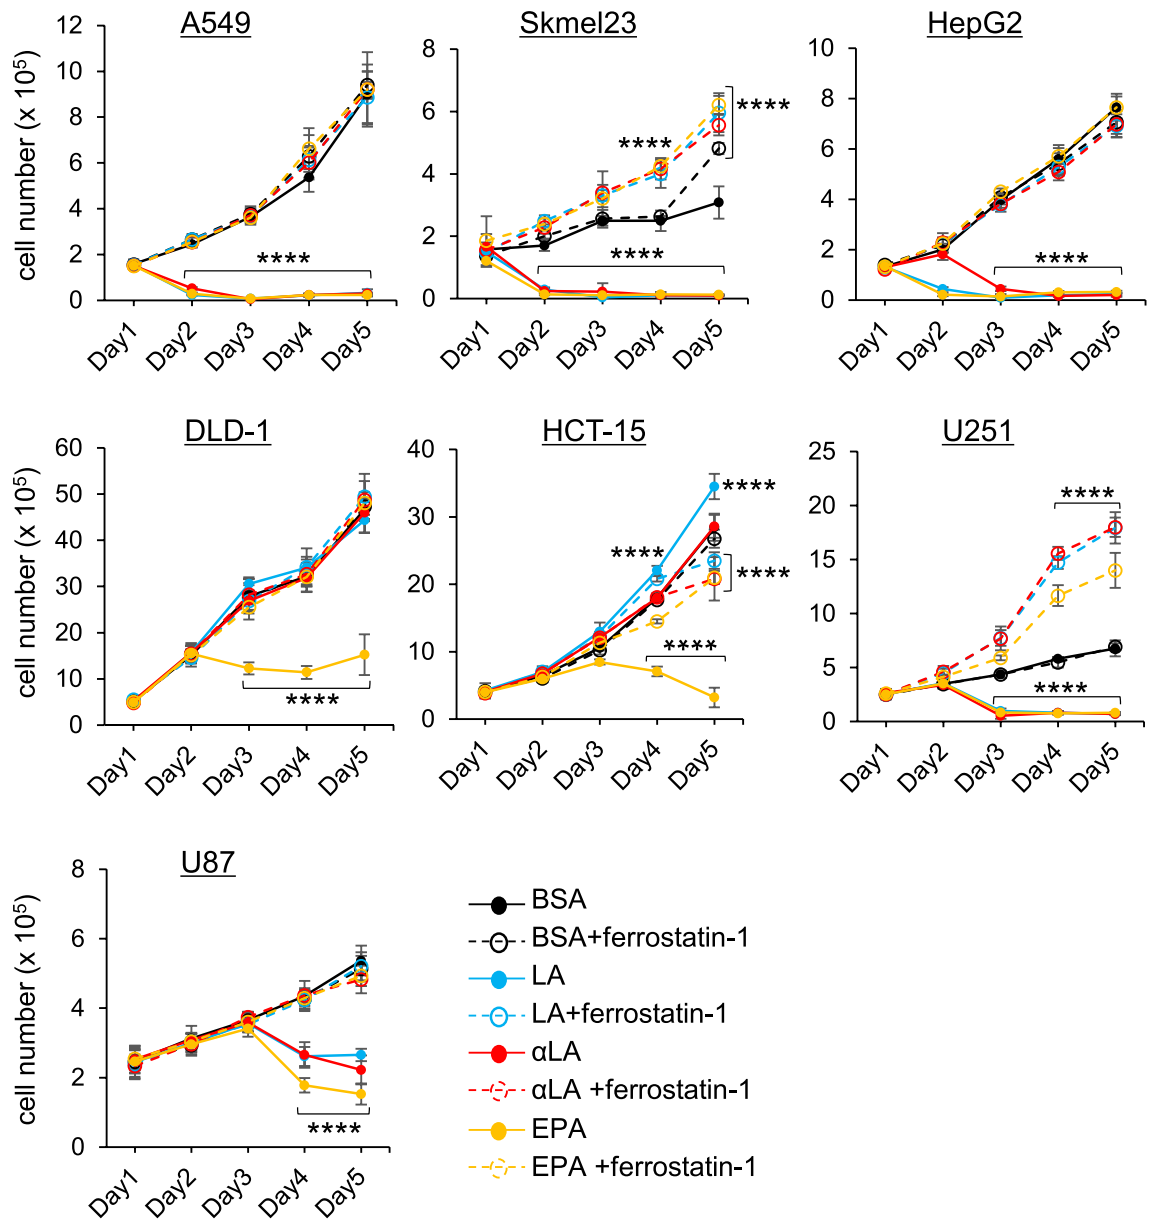 A549
Skmel23
HepG2
cell number (x 10⁵)
12
10
8
6
4
2
0
****
Day1
Day2
Day3
Day4
Day5
8
6
4
2
0
****
****
****
Day1
Day2
Day3
Day4
Day5
10
8
6
4
2
0
****
Day1
Day2
Day3
Day4
Day5
DLD-1
HCT-15
U251
cell number (x 10⁵)
60
50
40
30
20
10
0
****
Day1
Day2
Day3
Day4
Day5
40
30
20
10
0
****
****
****
****
Day1
Day2
Day3
Day4
Day5
25
20
15
10
5
0
****
****
Day1
Day2
Day3
Day4
Day5
U87
cell number (x 10⁵)
8
6
4
2
0
****
Day1
Day2
Day3
Day4
Day5
BSA
BSA+ferrostatin-1
LA
LA+ferrostatin-1
αLA
αLA +ferrostatin-1
EPA
EPA +ferrostatin-1